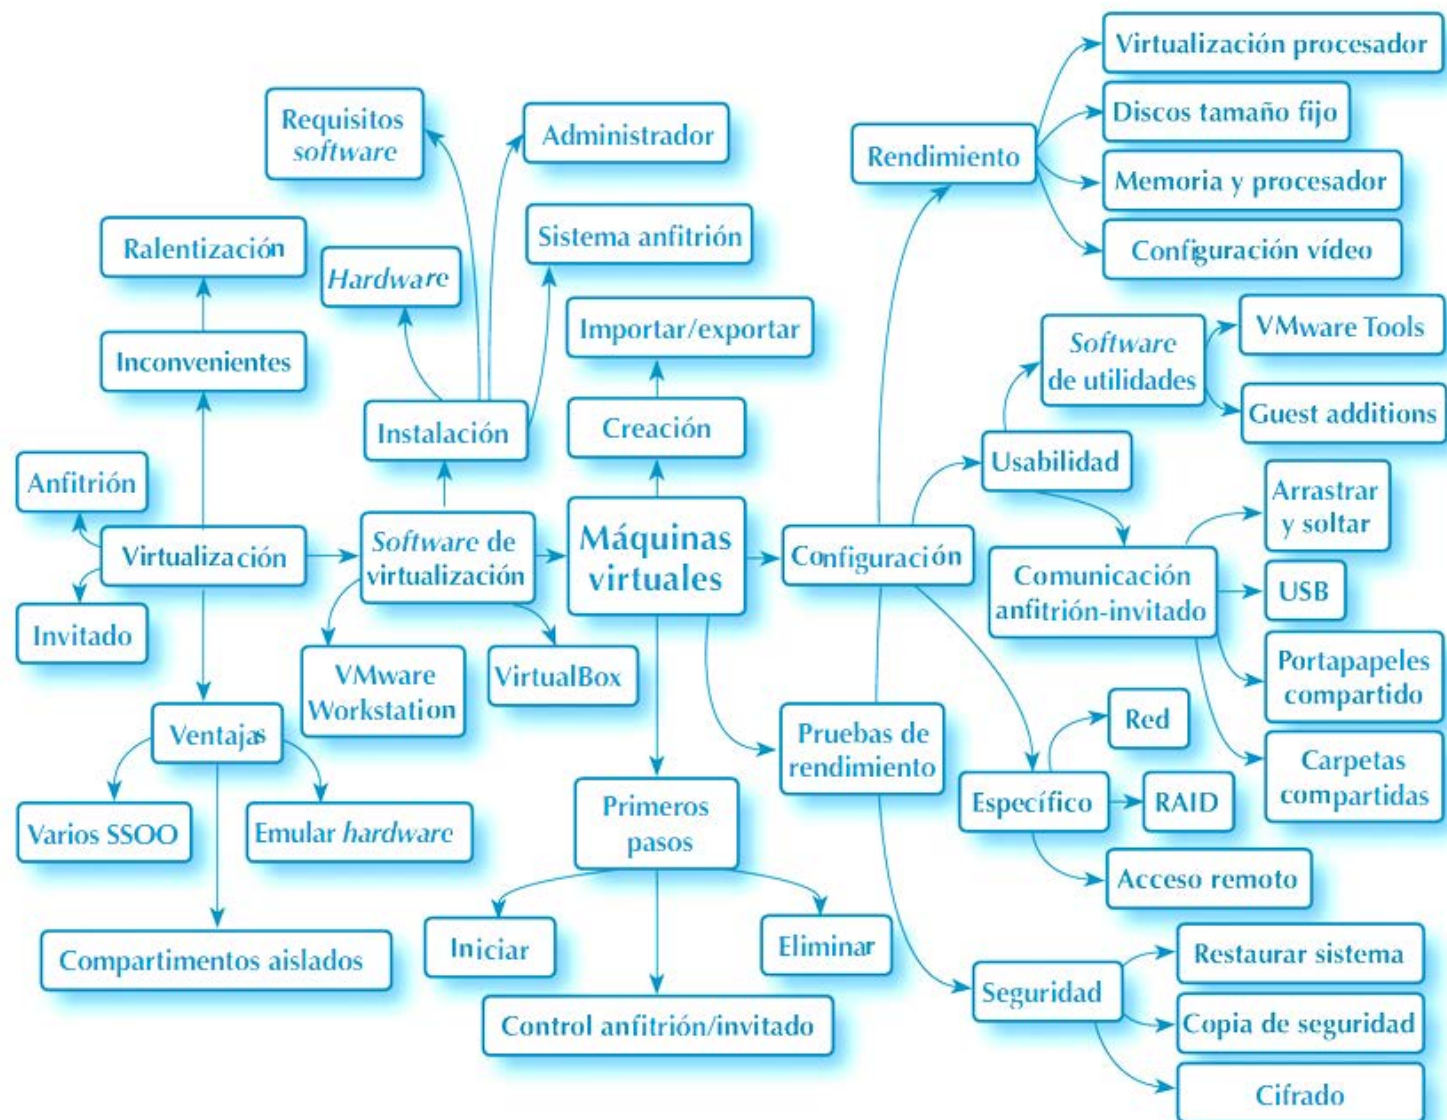 Virtualización procesador
Discos tamaño fijo
Memoria y procesador
Configuración vídeo
Rendimiento
Requisitos
software
Administrador
Sistema anfitrión
Ralentización
Hardware
Importar/exportar
Inconvenientes
Instalación
Creación
Software
de utilidades
VMware Tools
Guest additions
Usabilidad
Anfitrión
Virtualización
Invitado
Software de
virtualización
Máquinas
virtuales
Configuración
Comunicación
anfitrión-invitado
Arrastrar
y soltar
USB
Portapapeles
compartido
Carpetas
compartidas
VMware
Workstation
VirtualBox
Ventajas
Varios SSOO
Emular hardware
Compartimentos aislados
Primeros
pasos
Iniciar
Eliminar
Control anfitrión/invitado
Pruebas de
rendimiento
Específico
Red
RAID
Acceso remoto
Seguridad
Restaurar sistema
Copia de seguridad
Cifrado